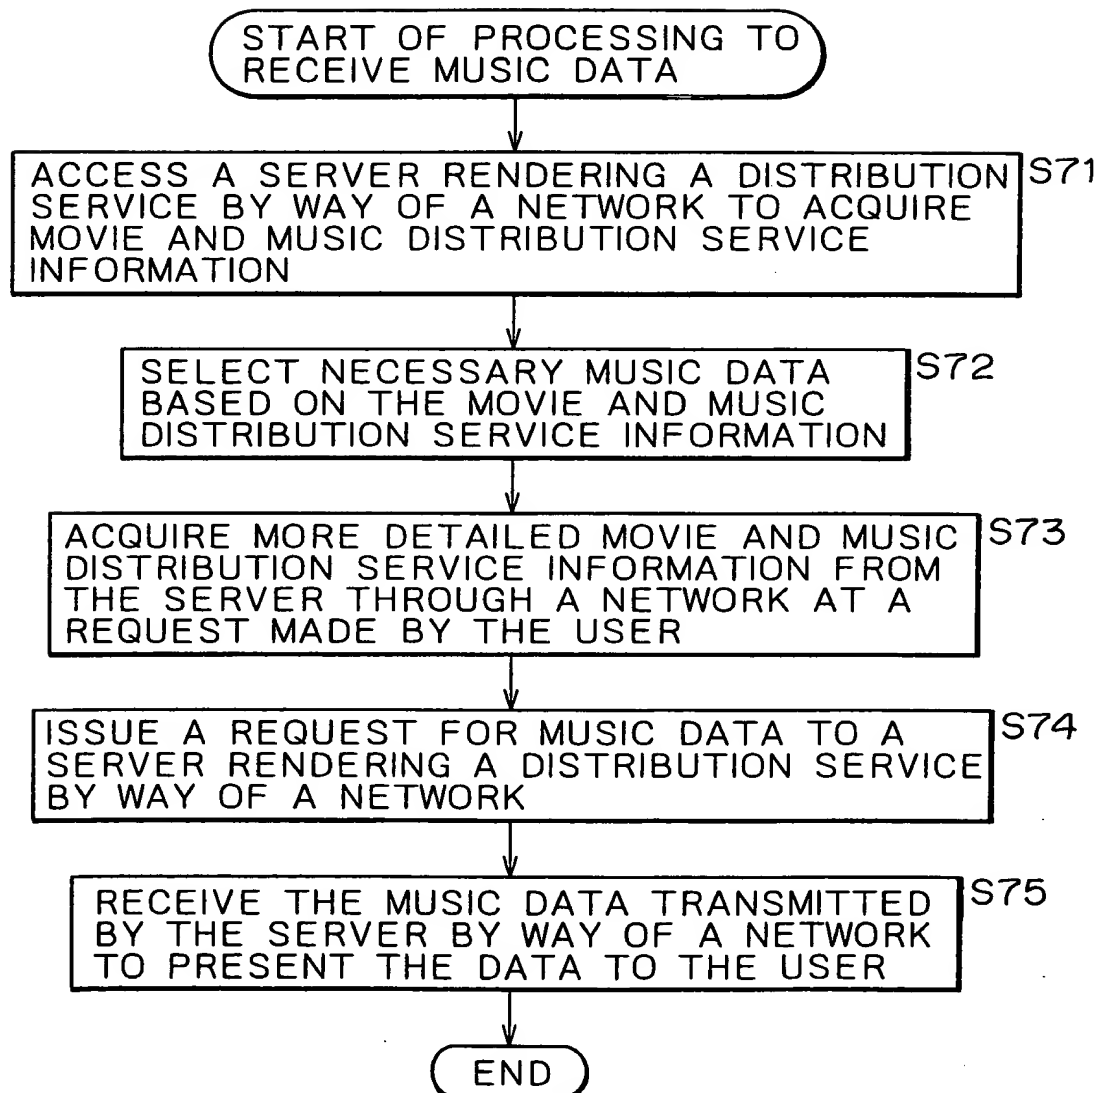 START OF PROCESSING TO
RECEIVE MUSIC DATA
ACCESS A SERVER RENDERING A DISTRIBUTION
SERVICE BY WAY OF A NETWORK TO ACQUIRE
MOVIE AND MUSIC DISTRIBUTION SERVICE
INFORMATION
S71
SELECT NECESSARY MUSIC DATA
BASED ON THE MOVIE AND MUSIC
DISTRIBUTION SERVICE INFORMATION
S72
ACQUIRE MORE DETAILED MOVIE AND MUSIC
DISTRIBUTION SERVICE INFORMATION FROM
THE SERVER THROUGH A NETWORK AT A
REQUEST MADE BY THE USER
S73
ISSUE A REQUEST FOR MUSIC DATA TO A
SERVER RENDERING A DISTRIBUTION SERVICE
BY WAY OF A NETWORK
S74
RECEIVE THE MUSIC DATA TRANSMITTED
BY THE SERVER BY WAY OF A NETWORK
TO PRESENT THE DATA TO THE USER
S75
END